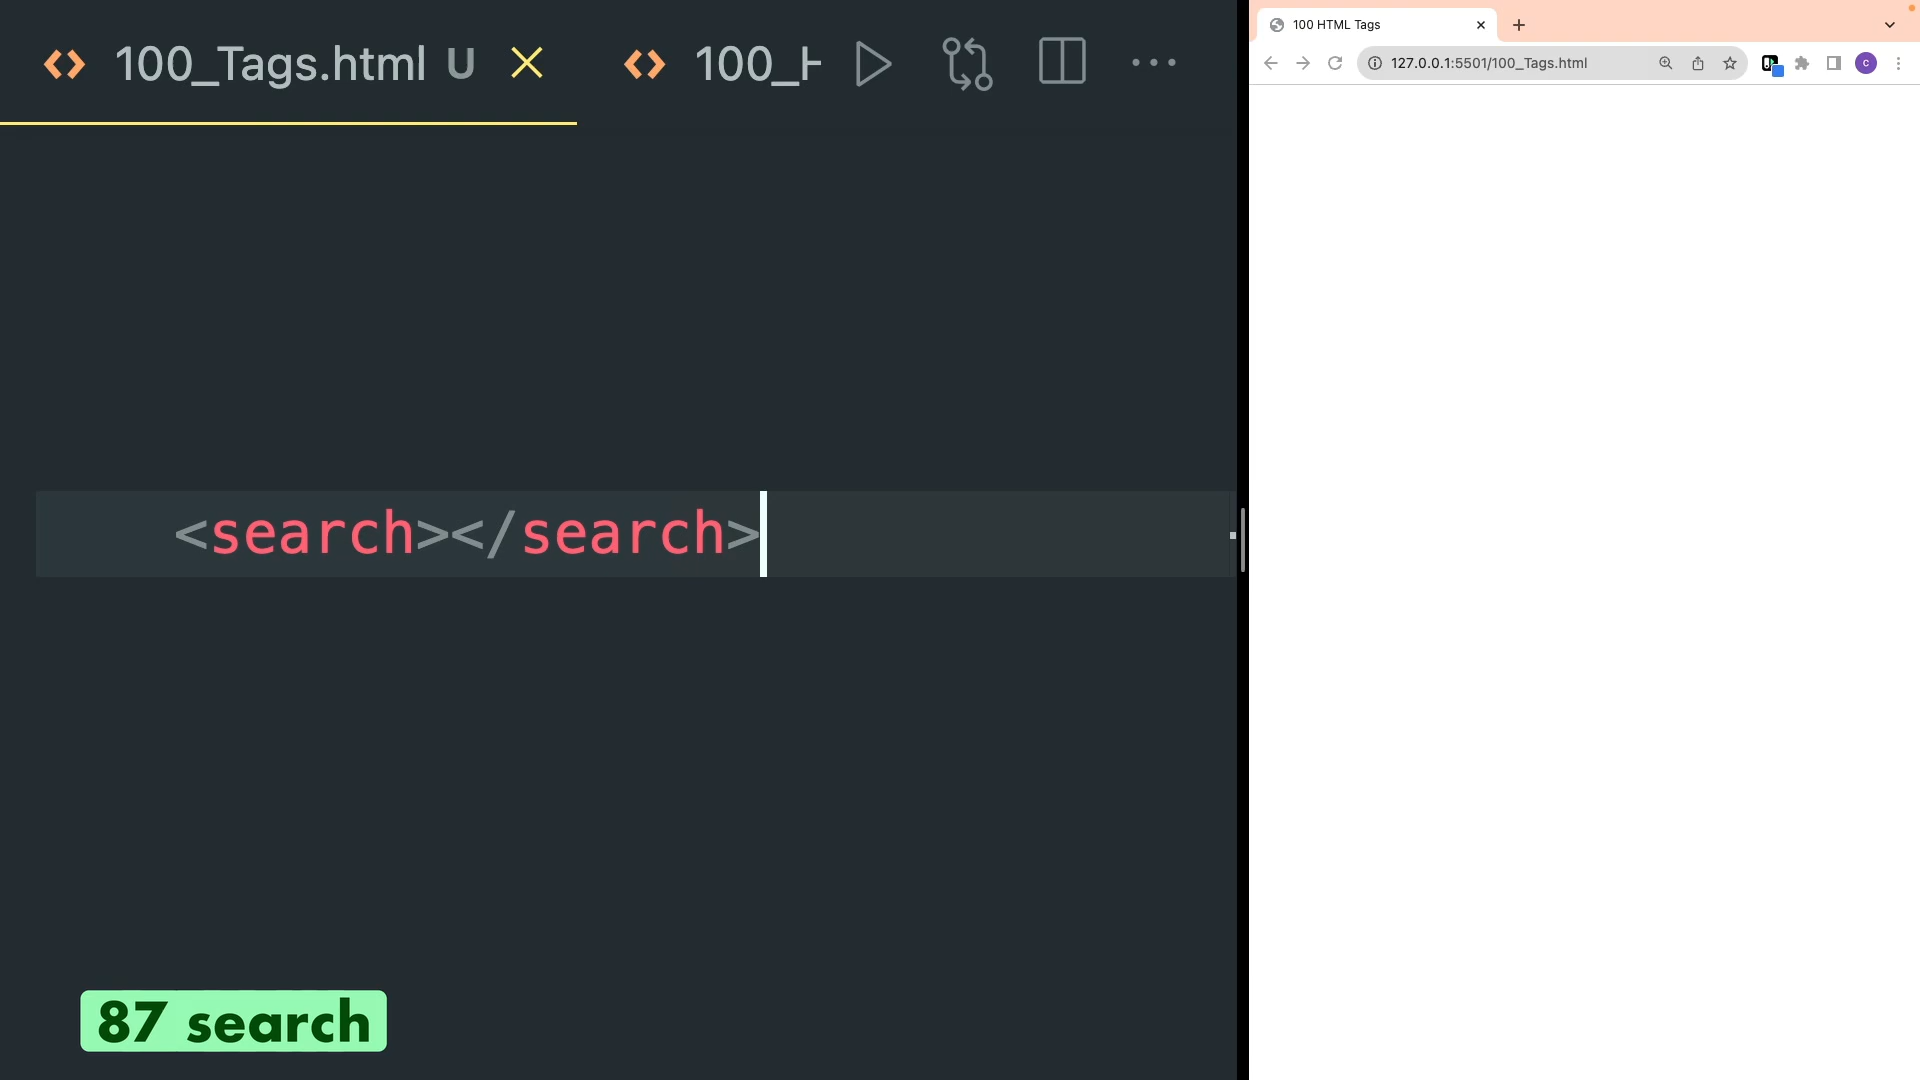 100_Tags.html U
100_H
<search></search>
87 search
100 HTML Tags
127.0.0.1:5501/100_Tags.html
c